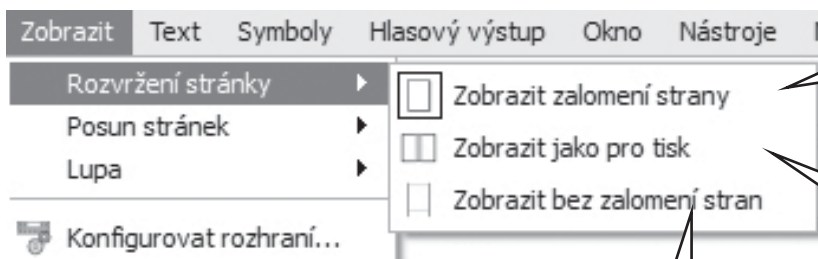 Zobrazit Text Symboly Hlasový výstup Okno Nástroje
Rozvržení stránky
Posun stránek
Lupa
Konfigurovat rozhraní...
Zobrazit zalomení strany
Zobrazit jako pro tisk
Zobrazit bez zalomení stran